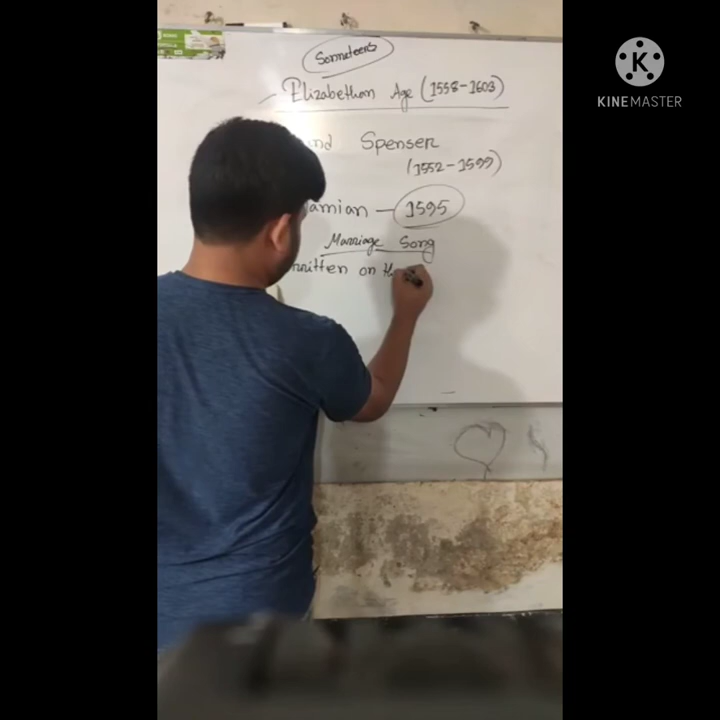 Sonneteers
Elizabethan Age (1558-1603)
Spenser
(1552-1599)
1595
Marriage Song
written on
KINEMASTER